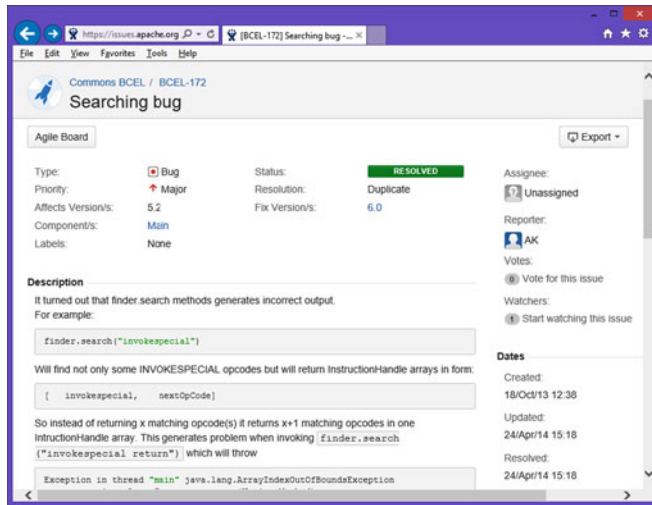 https://issues.apache.org
[BCEL-172] Searching bug -...
File Edit View Favorites Tools Help
Commons BCEL / BCEL-172
Searching bug
Agile Board
Export
Type: Bug
Status: RESOLVED
Priority: Major
Resolution: Duplicate
Affects Version/s: 5.2
Fix Version/s: 6.0
Component/s: Main
Labels: None
Assignee:
Unassigned
Reporter:
AK
Votes:
0 Vote for this issue
Watchers:
1 Start watching this issue
Dates
Created:
18/Oct/13 12:38
Updated:
24/Apr/14 15:18
Resolved:
24/Apr/14 15:18
Description
It turned out that finder.search methods generates incorrect output.
For example:
finder.search("invokespecial")
Will find not only some INVOKESPECIAL opcodes but will return InstructionHandle arrays in form:
[ invokespecial, nextOpCode]
So instead of returning x matching opcode(s) it returns x+1 matching opcodes in one
IntructionHandle array. This generates problem when invoking finder.search
("invokespecial return") which will throw
Exception in thread "main" java.lang.ArrayIndexOutOfBoundsException